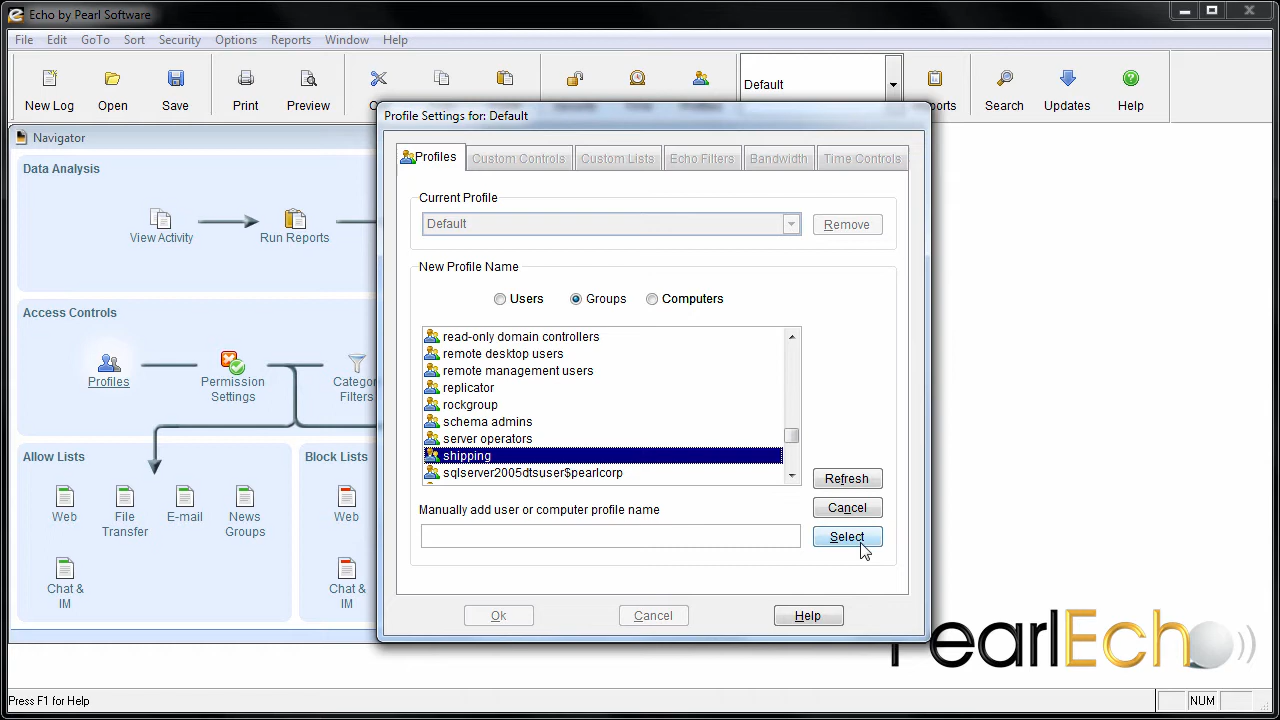 Echo by Pearl Software
File Edit GoTo Sort Security Options Reports Window Help
New Log Open Save Print Preview Default Search Updates Help
Profile Settings for: Default
Navigator
Profiles Custom Controls Custom Lists Echo Filters Bandwidth Time Controls
Data Analysis
View Activity Run Reports
Current Profile
Default Remove
New Profile Name
Users Groups Computers
Access Controls
Profiles Permission Settings
Filters
read-only domain controllers
remote desktop users
remote management users
replicator
rockgroup
schema admins
server operators
shipping
sqlserver2005dtsuser$pearlcorp
Refresh
Cancel
Manually add user or computer profile name
Select
Allow Lists Block Lists
Web File Transfer E-mail News Groups Web
Chat & IM Chat & IM
Ok Cancel Help
PearlEcho
Press F1 for Help NUM